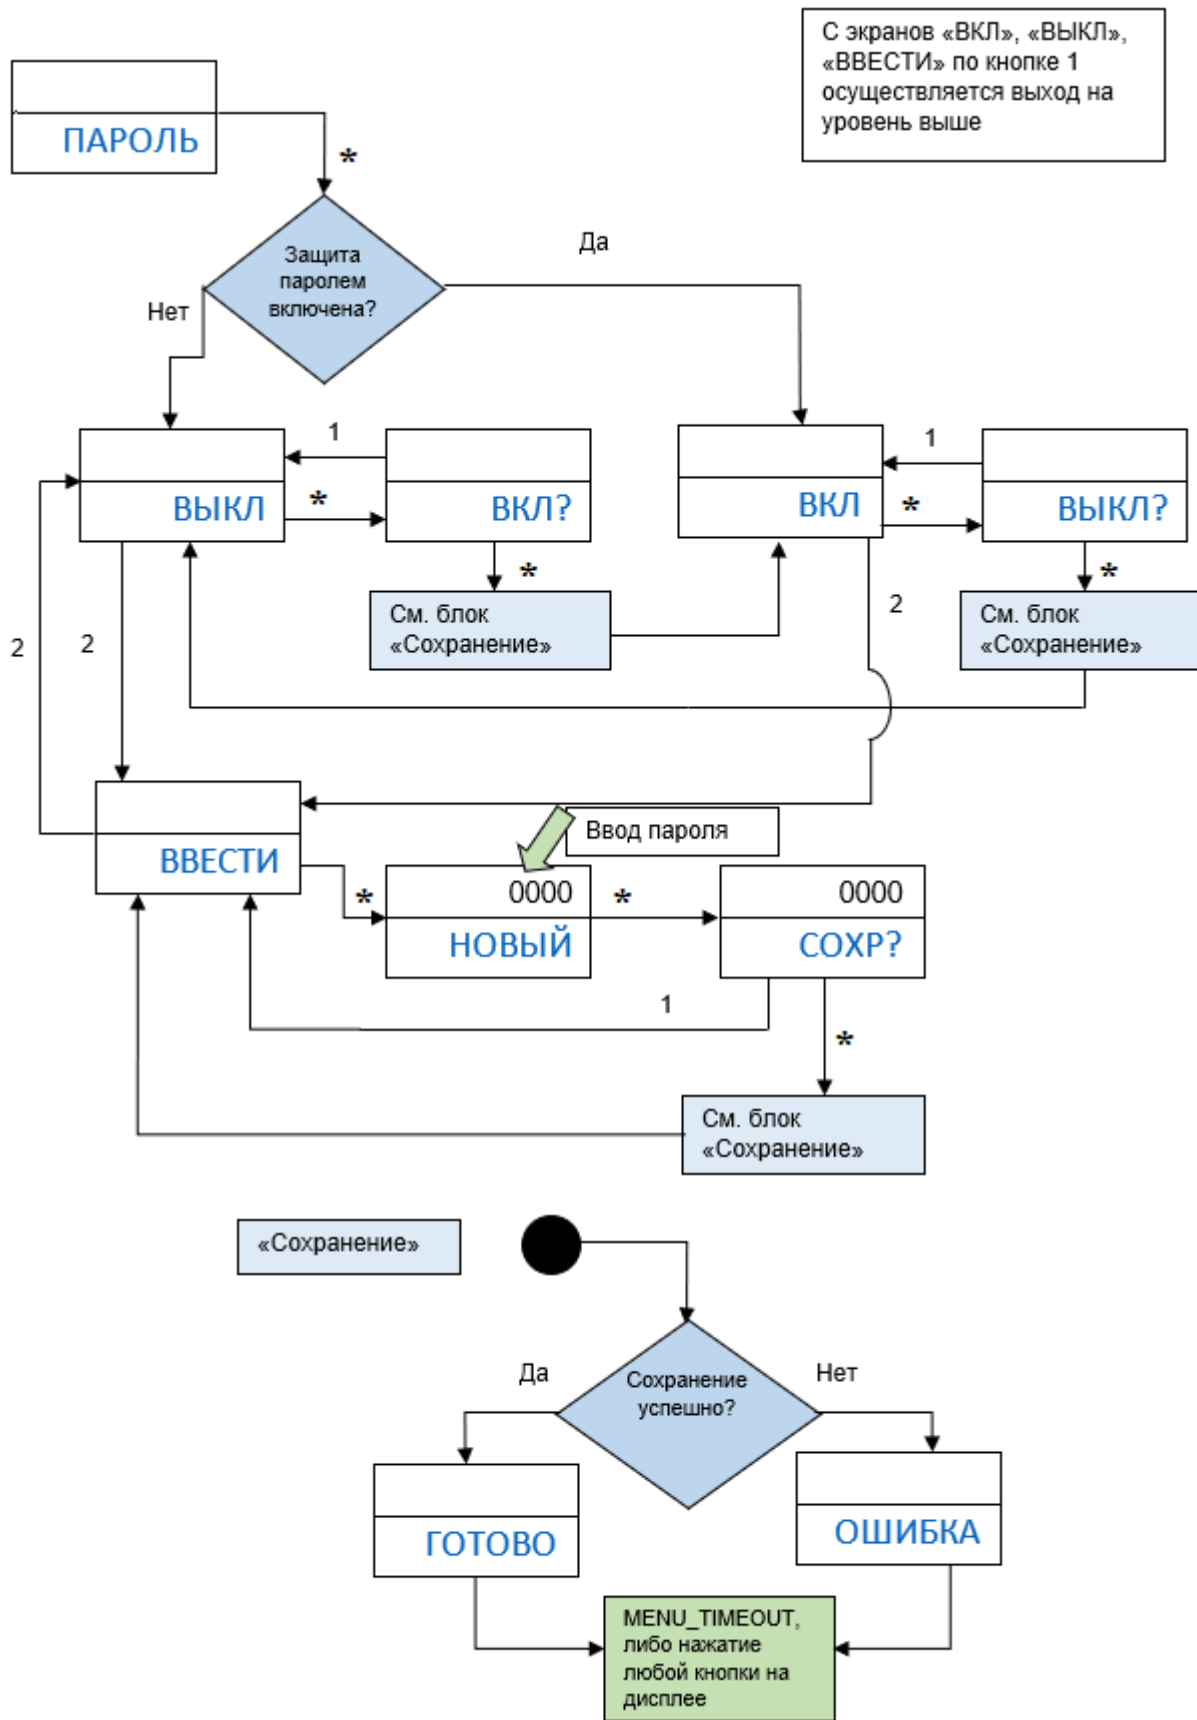 С экранов «ВКЛ», «ВЫКЛ»,
«ВВЕСТИ» по кнопке 1
осуществляется выход на
уровень выше
ПАРОЛЬ
*
Защита
паролем
включена?
Да
Нет
1
1
ВЫКЛ
*
ВКЛ?
ВКЛ
*
ВЫКЛ?
*
*
См. блок
«Сохранение»
2
См. блок
«Сохранение»
2
2
Ввод пароля
ВВЕСТИ
*
0000
НОВЫЙ
*
0000
СОХР?
1
*
См. блок
«Сохранение»
«Сохранение»
Да
Сохранение
успешно?
Нет
ГОТОВО
ОШИБКА
MENU_TIMEOUT,
либо нажатие
любой кнопки на
дисплее